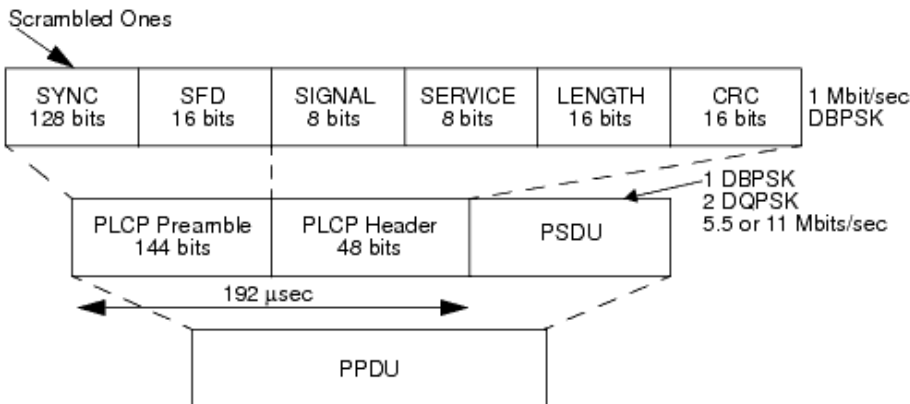 Scrambled Ones
SYNC
128 bits
SFD
16 bits
SIGNAL
8 bits
SERVICE
8 bits
LENGTH
16 bits
CRC
16 bits
1 Mbit/sec
DBPSK
PLCP Preamble
144 bits
PLCP Header
48 bits
PSDU
1 DBPSK
2 DQPSK
5.5 or 11 Mbits/sec
192 μsec
PPDU